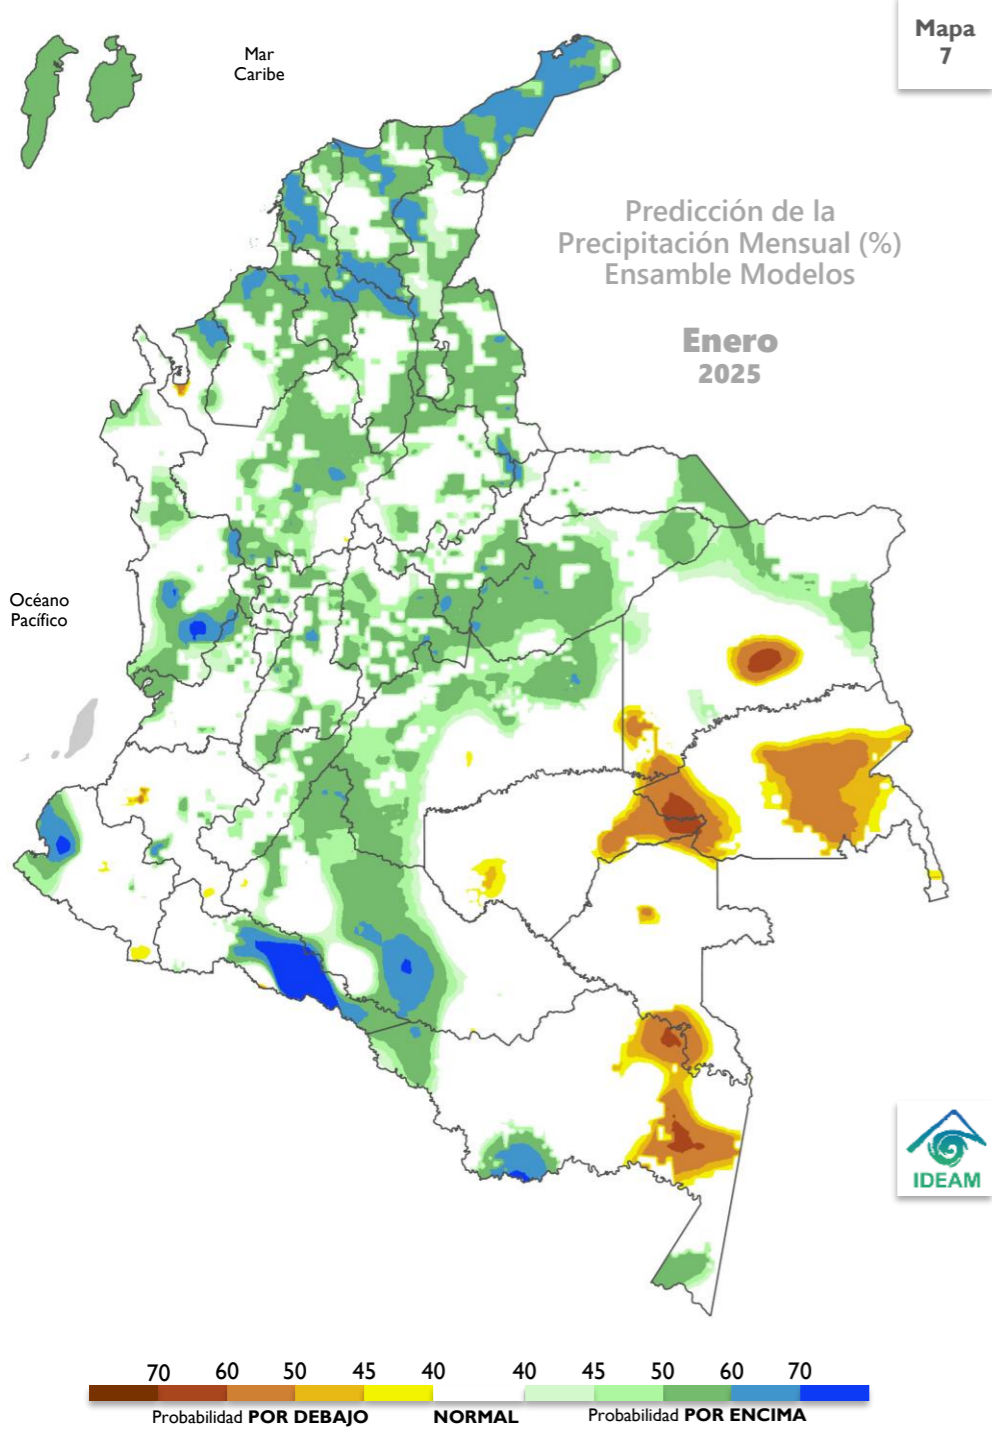 Mapa
7
Mar
Caribe
Predicción de la
Precipitación Mensual (%)
Ensamble Modelos
Enero
2025
Océano
Pacífico
IDEAM
70 60 50 45 40 40 45 50 60 70
Probabilidad POR DEBAJO NORMAL Probabilidad POR ENCIMA